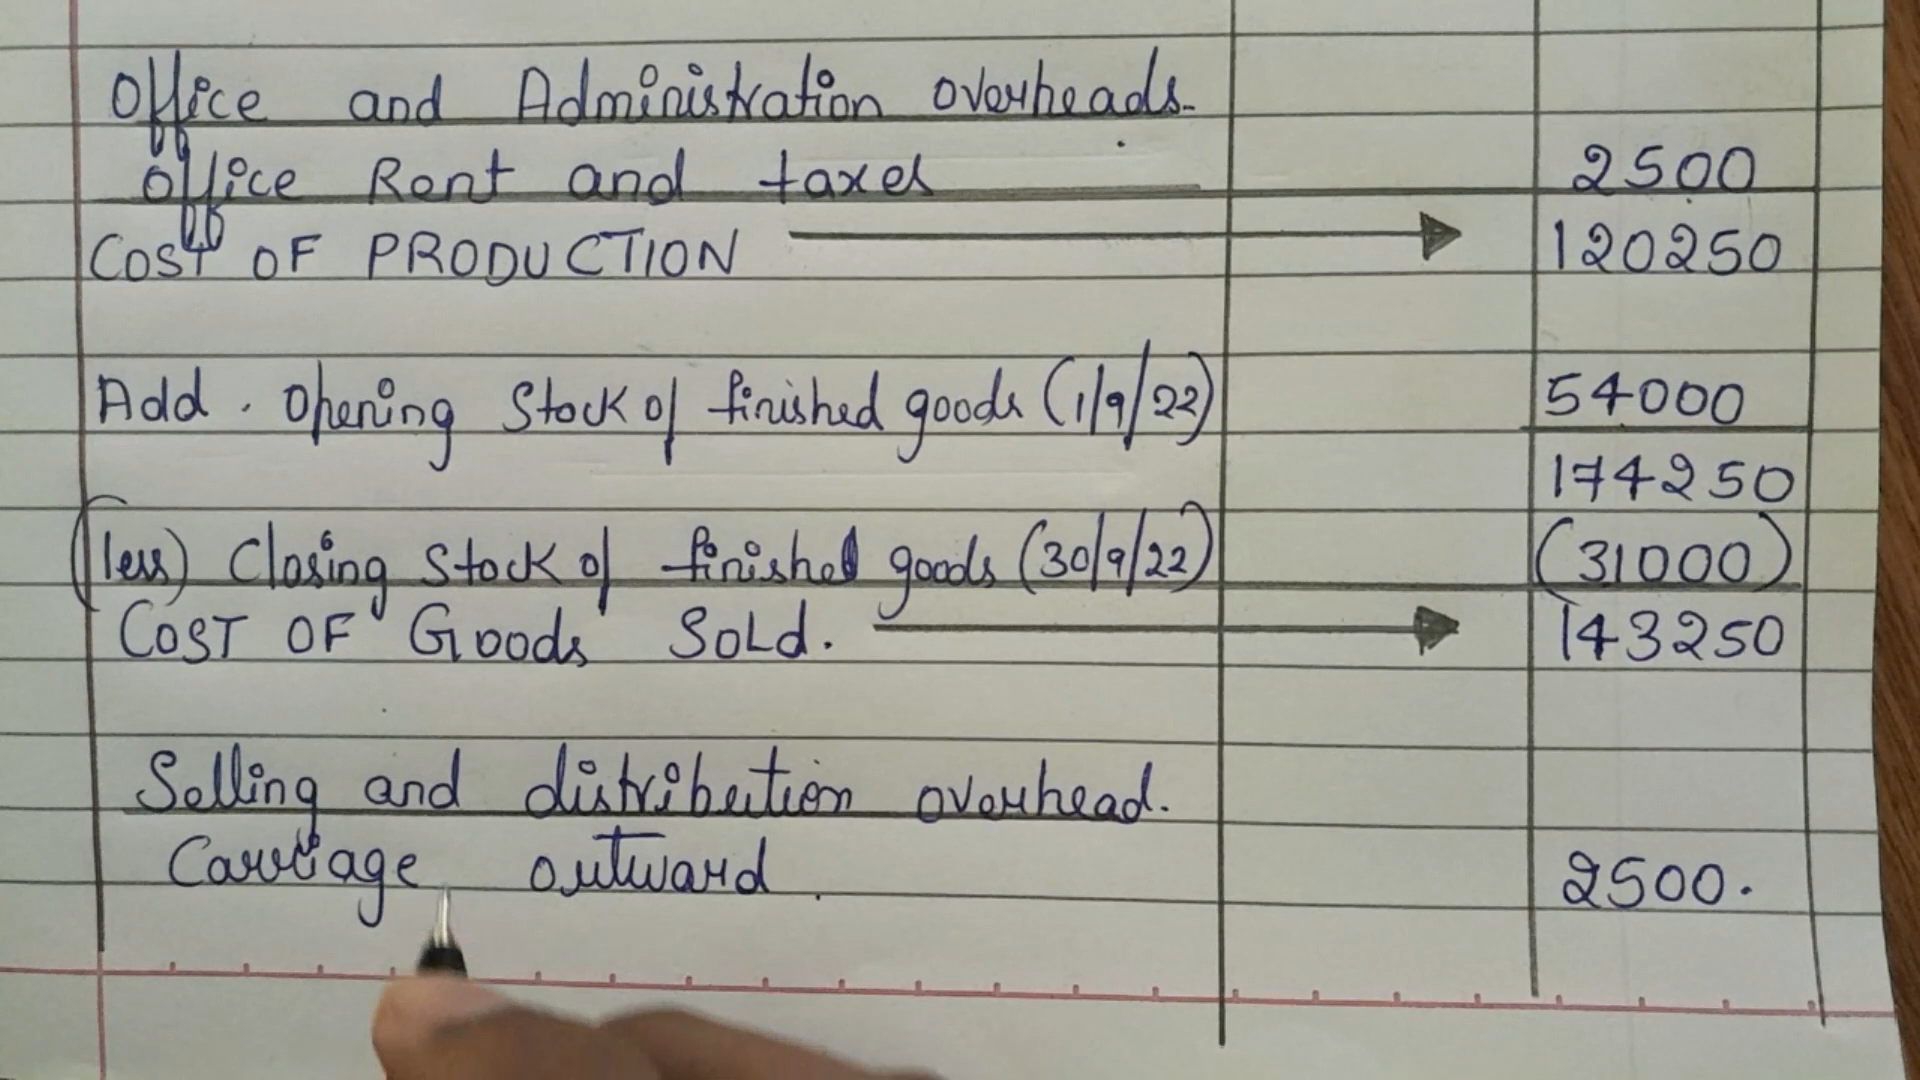 Office and Administration overheads.
Office Rent and taxes 2500
COST OF PRODUCTION 120250
Add . Opening Stock of finished goods (1/9/22) 54000
174250
(less) Closing Stock of finished goods (30/9/22) (31000)
COST OF Goods SOLd. 143250
Selling and distribution overhead.
Carriage outward 2500.